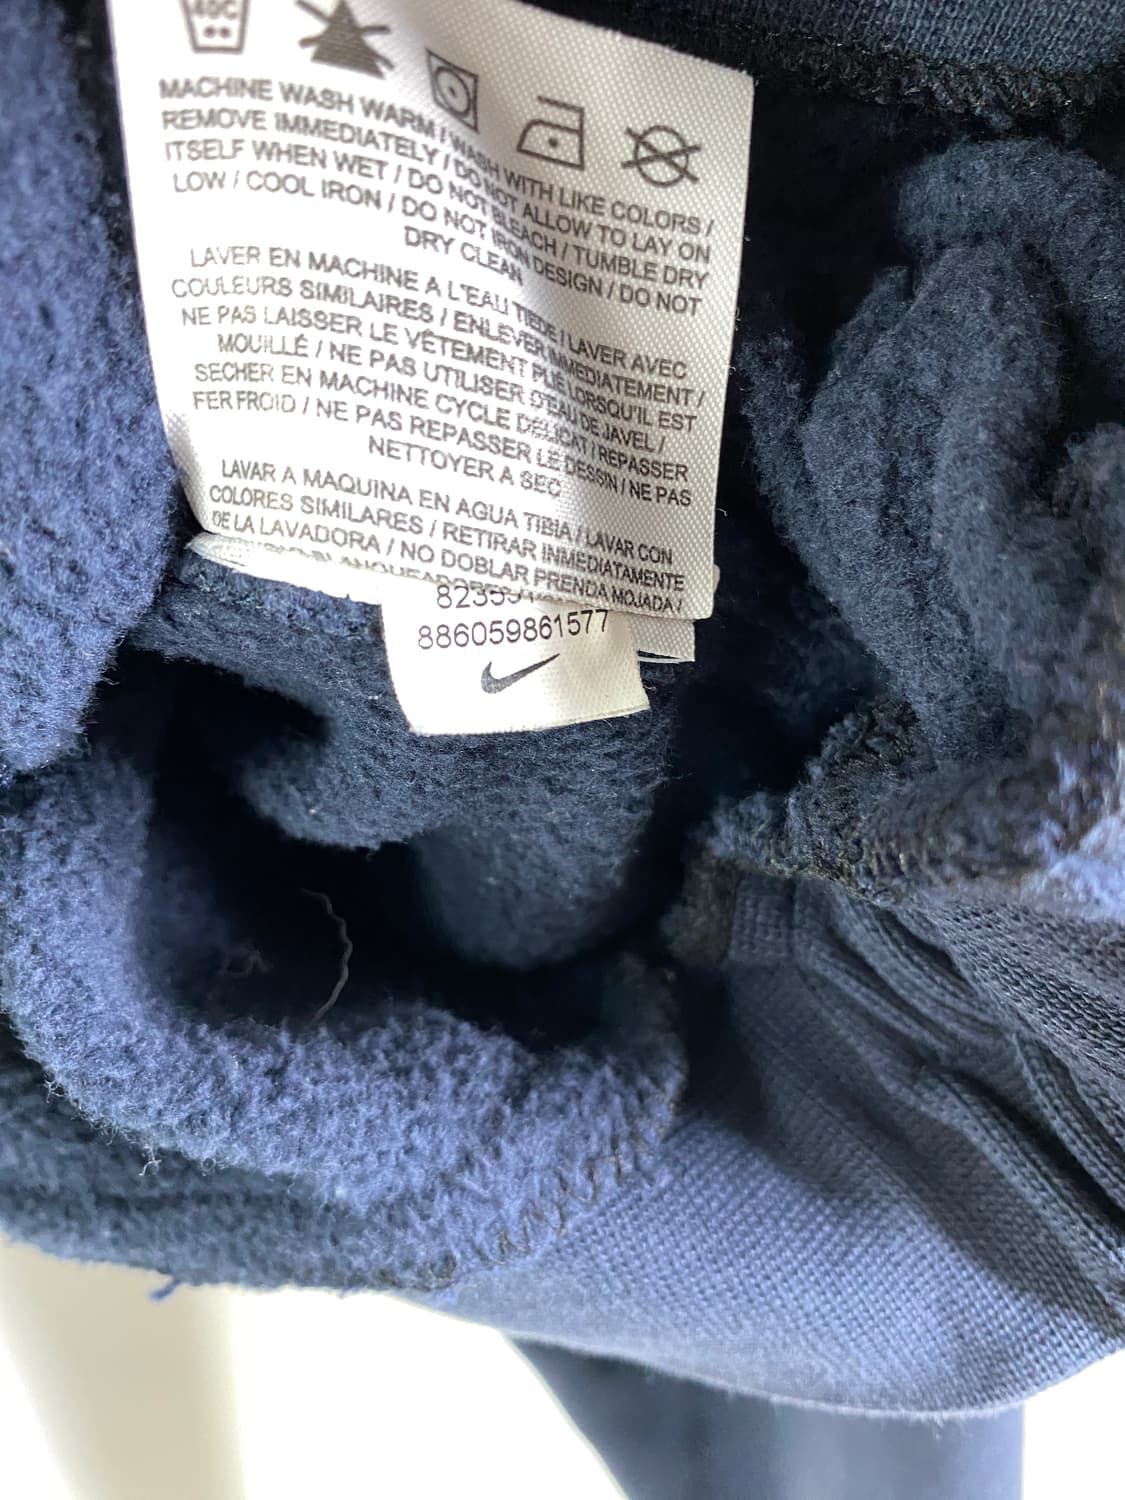 40C
MACHINE WASH WARM / WASH WITH LIKE COLORS /
REMOVE IMMEDIATELY / DO NOT ALLOW TO LAY ON
ITSELF WHEN WET / DO NOT BLEACH / TUMBLE DRY
LOW / COOL IRON / DO NOT IRON DESIGN / DO NOT
DRY CLEAN
LAVER EN MACHINE A L'EAU TIEDE / LAVER AVEC
COULEURS SIMILAIRES / ENLEVER IMMEDIATEMENT /
NE PAS LAISSER LE VÊTEMENT PLIE LORSQU'IL EST
MOUILLÉ / NE PAS UTILISER D'EAU DE JAVEL /
SECHER EN MACHINE CYCLE DELICAT / REPASSER
FER FROID / NE PAS REPASSER LE DESSIN / NE PAS
NETTOYER A SEC
LAVAR A MAQUINA EN AGUA TIBIA / LAVAR CON
COLORES SIMILARES / RETIRAR INMEDIATAMENTE
DE LA LAVADORA / NO DOBLAR PRENDA MOJADA /
886059861577